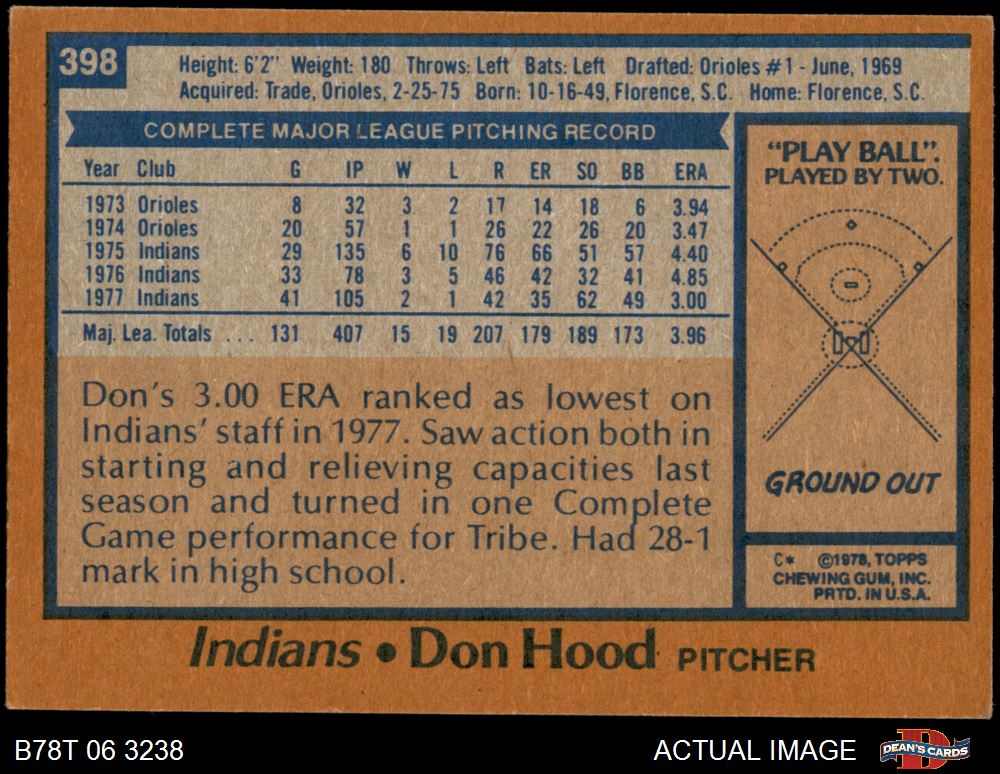 398
Height: 6'2" Weight: 180 Throws: Left Bats: Left Drafted: Orioles #1 - June, 1969
Acquired: Trade, Orioles, 2-25-75 Born: 10-16-49, Florence, S.C. Home: Florence, S.C.
COMPLETE MAJOR LEAGUE PITCHING RECORD
Year Club G IP W L R ER SO BB ERA
1973 Orioles 8 32 3 2 17 14 18 6 3.94
1974 Orioles 20 57 1 1 26 22 26 20 3.47
1975 Indians 29 135 6 10 76 66 51 57 4.40
1976 Indians 33 78 3 5 46 42 32 41 4.85
1977 Indians 41 105 2 1 42 35 62 49 3.00
Maj. Lea. Totals ... 131 407 15 19 207 179 189 173 3.96
Don's 3.00 ERA ranked as lowest on
Indians' staff in 1977. Saw action both in
starting and relieving capacities last
season and turned in one Complete
Game performance for Tribe. Had 28-1
mark in high school.
"PLAY BALL".
PLAYED BY TWO.
GROUND OUT
C* ©1978, TOPPS
CHEWING GUM, INC.
PRTD. IN U.S.A.
Indians • Don Hood PITCHER
B78T 06 3238
ACTUAL IMAGE
DEAN'S CARDS